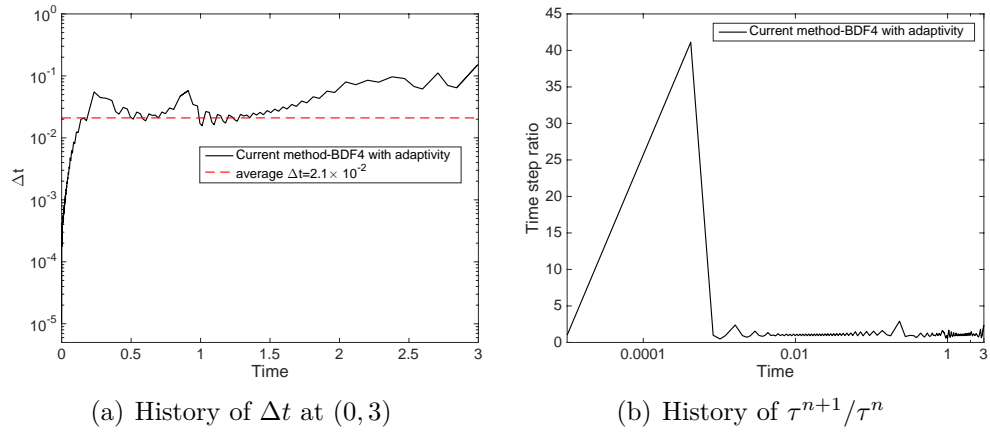 10^0
10^-1
10^-2
10^-3
10^-4
10^-5
Δt
Current method-BDF4 with adaptivity
average Δt=2.1× 10^-2
0 0.5 1 1.5 2 2.5 3
Time
(a) History of Δt at (0, 3)
45
40
35
30
25
20
15
10
5
0
Time step ratio
Current method-BDF4 with adaptivity
0.0001 0.01 1 3
Time
(b) History of τ^{n+1}/τ^n